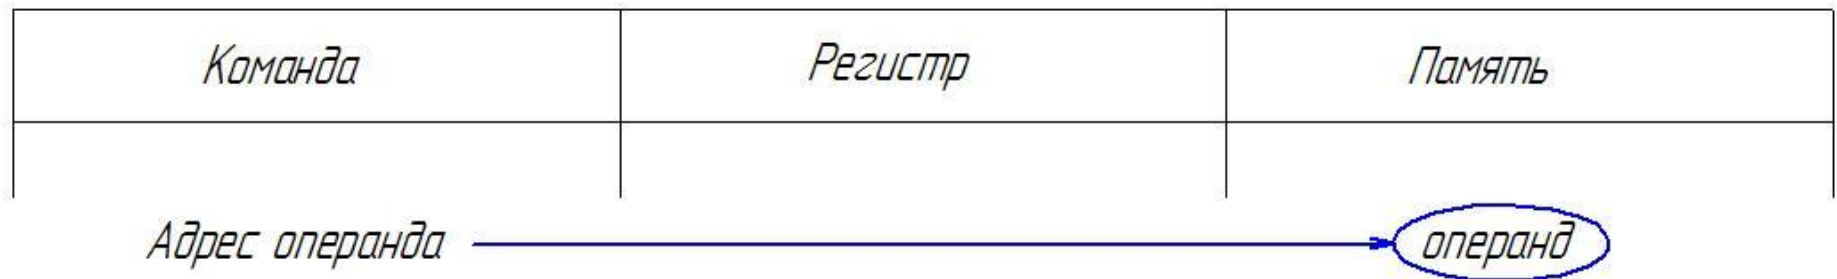 Команда Регистр Память
Адрес операнда операнд